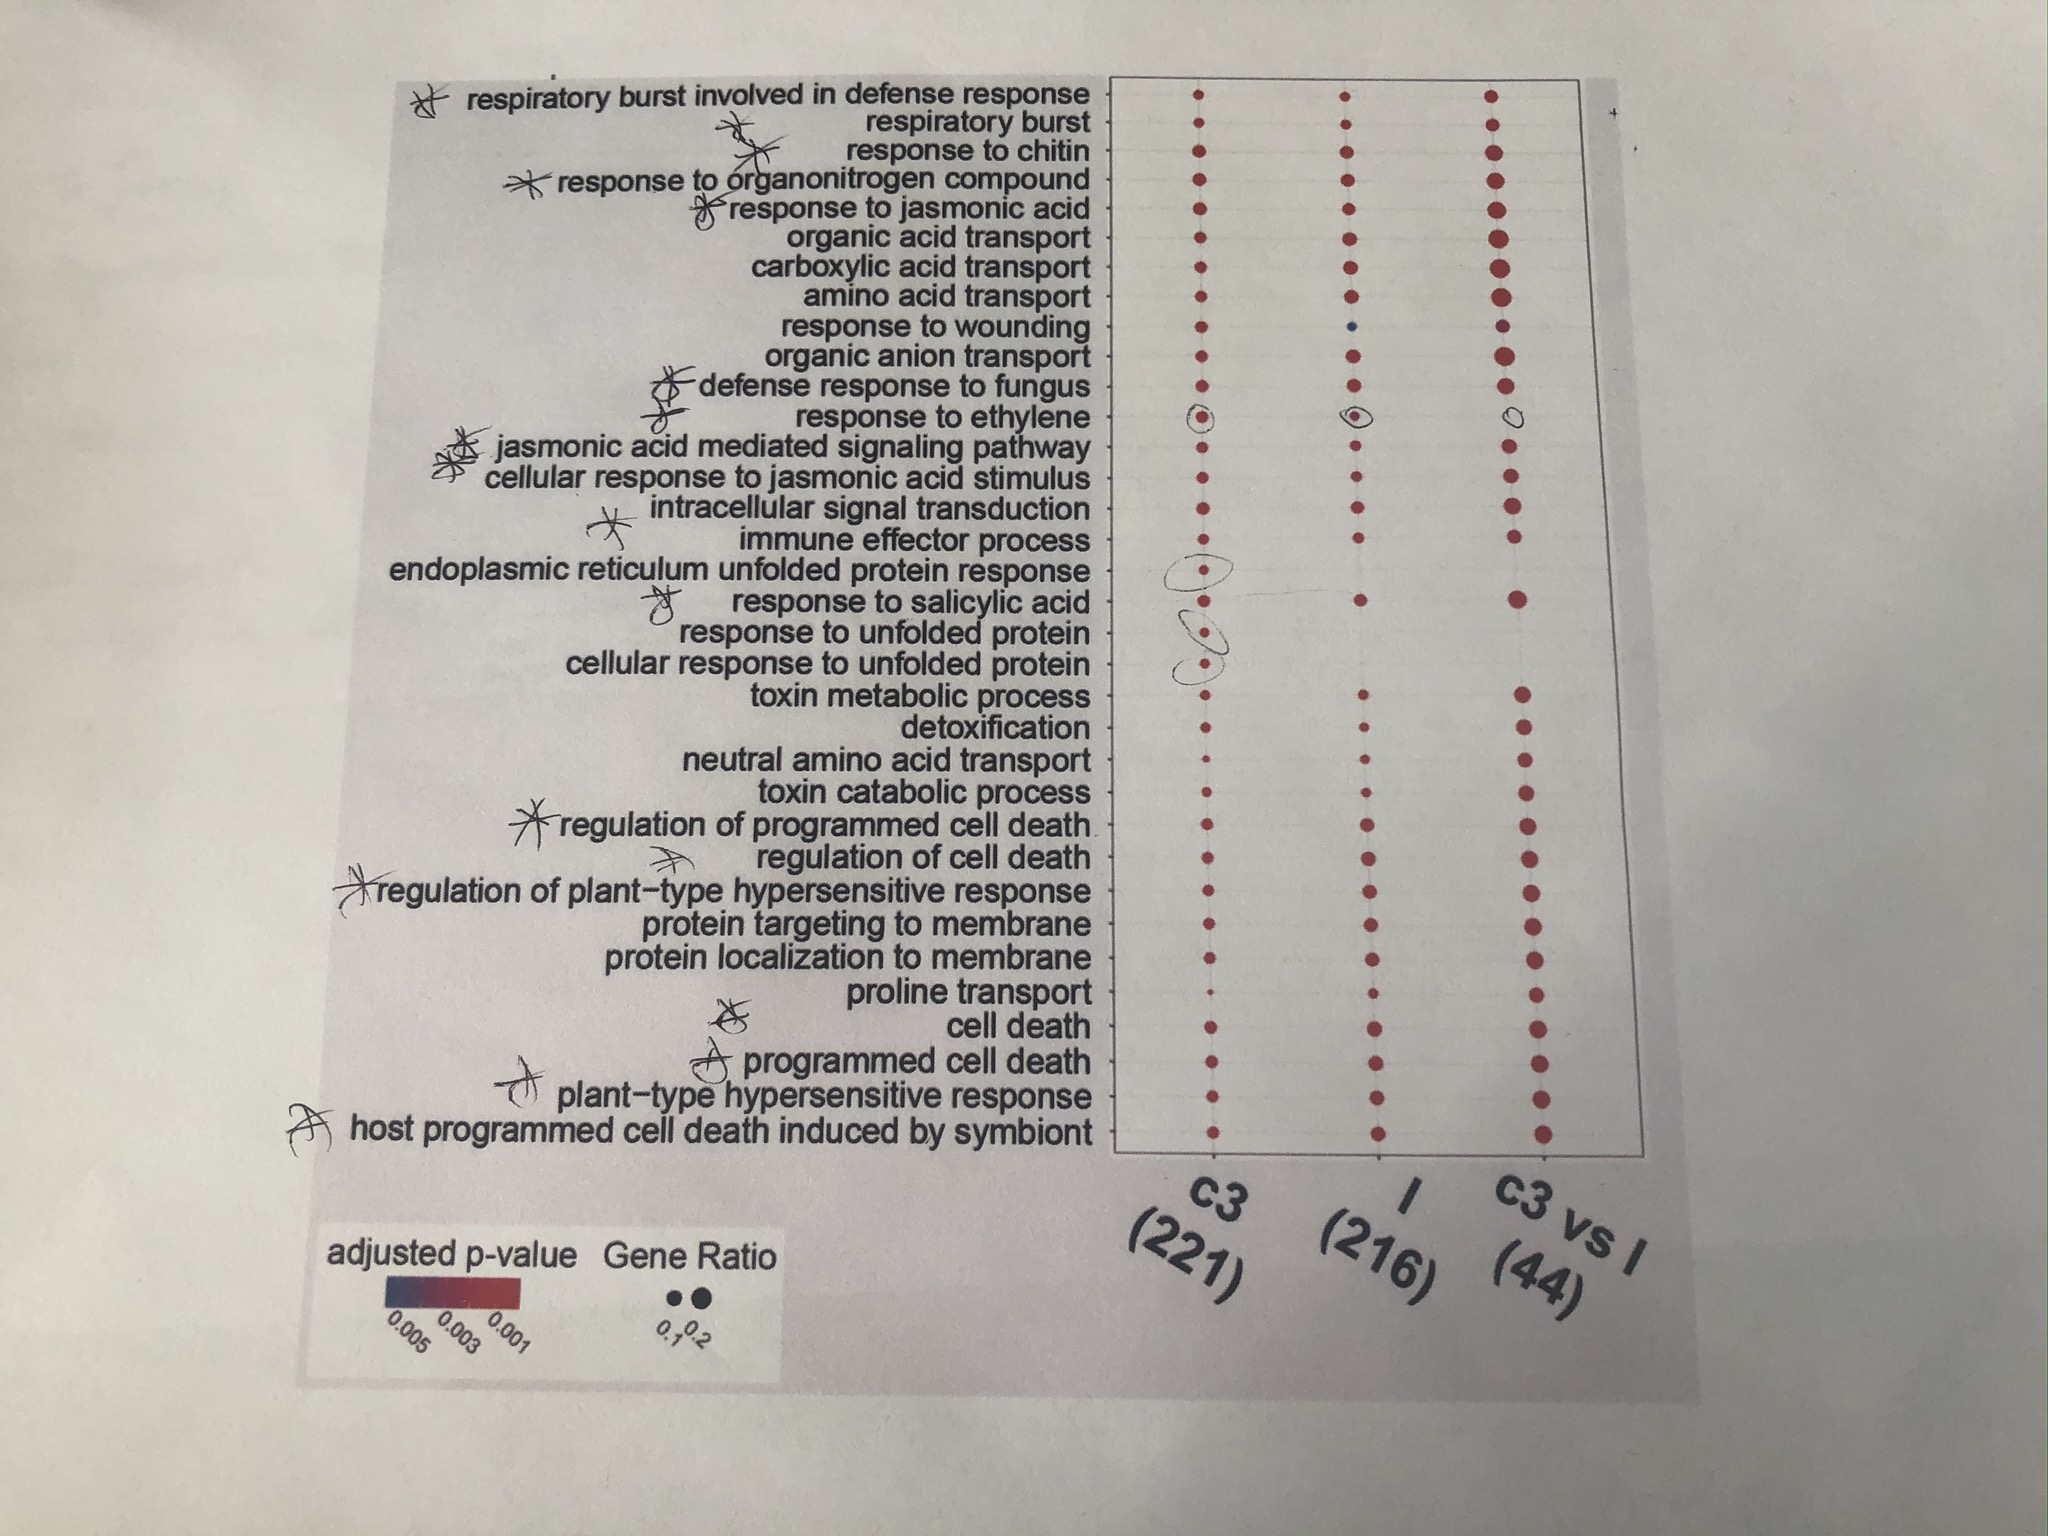 respiratory burst involved in defense response
respiratory burst
response to chitin
response to organonitrogen compound
response to jasmonic acid
organic acid transport
carboxylic acid transport
amino acid transport
response to wounding
organic anion transport
defense response to fungus
response to ethylene
jasmonic acid mediated signaling pathway
cellular response to jasmonic acid stimulus
intracellular signal transduction
immune effector process
endoplasmic reticulum unfolded protein response
response to salicylic acid
response to unfolded protein
cellular response to unfolded protein
toxin metabolic process
detoxification
neutral amino acid transport
toxin catabolic process
regulation of programmed cell death
regulation of cell death
regulation of plant−type hypersensitive response
protein targeting to membrane
protein localization to membrane
proline transport
cell death
programmed cell death
plant−type hypersensitive response
host programmed cell death induced by symbiont
c3
(221)
I
(216)
c3 vs I
(44)
adjusted p-value
0.005 0.003 0.001
Gene Ratio
0.1 0.2